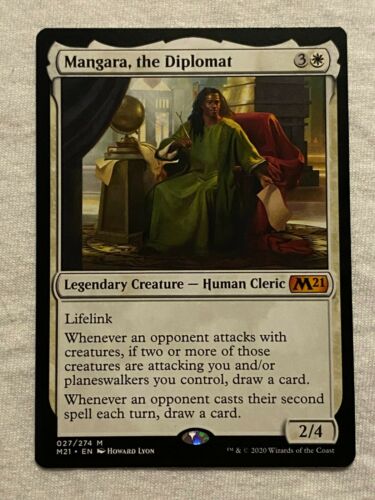 Mangara, the Diplomat 3
Legendary Creature — Human Cleric M21
Lifelink
Whenever an opponent attacks with
creatures, if two or more of those
creatures are attacking you and/or
planeswalkers you control, draw a card.
Whenever an opponent casts their second
spell each turn, draw a card.
2/4
027/274 M
M21 • EN Howard Lyon
™ & © 2020 Wizards of the Coast